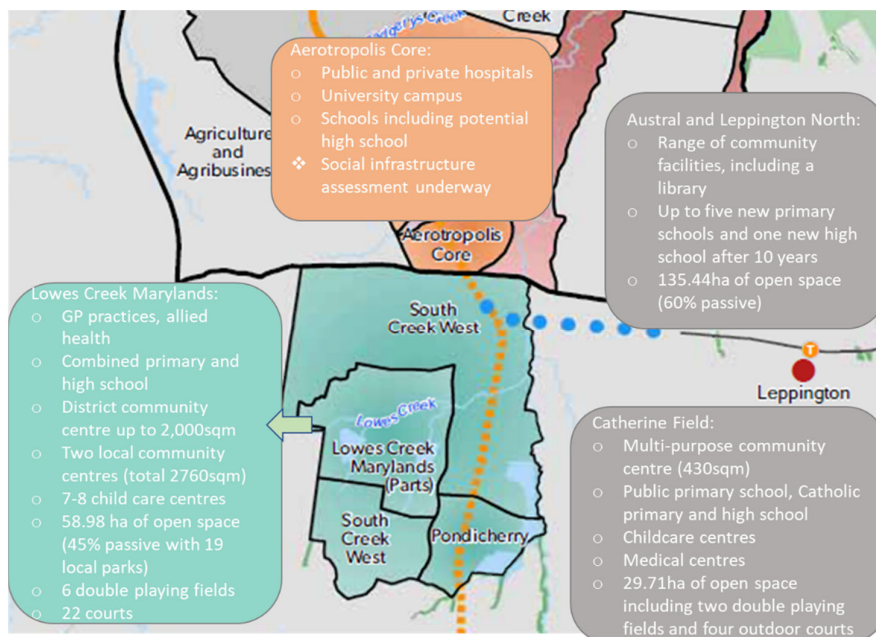 Creek
Badgerys Creek
Aerotropolis Core:
o Public and private hospitals
o University campus
o Schools including potential
high school
❖ Social infrastructure
assessment underway
Agriculture
and
Agribusiness
Aerotropolis
Core
Austral and Leppington North:
o Range of community
facilities, including a
library
o Up to five new primary
schools and one new high
school after 10 years
o 135.44ha of open space
(60% passive)
Lowes Creek Marylands:
o GP practices, allied
health
o Combined primary and
high school
o District community
centre up to 2,000sqm
o Two local community
centres (total 2760sqm)
o 7-8 child care centres
o 58.98 ha of open space
(45% passive with 19
local parks)
o 6 double playing fields
o 22 courts
South
Creek West
T
Leppington
Lowes Creek
Lowes Creek
Marylands
(Parts)
South
Creek
West
Pondicherry
Catherine Field:
o Multi-purpose community
centre (430sqm)
o Public primary school, Catholic
primary and high school
o Childcare centres
o Medical centres
o 29.71ha of open space
including two double playing
fields and four outdoor courts